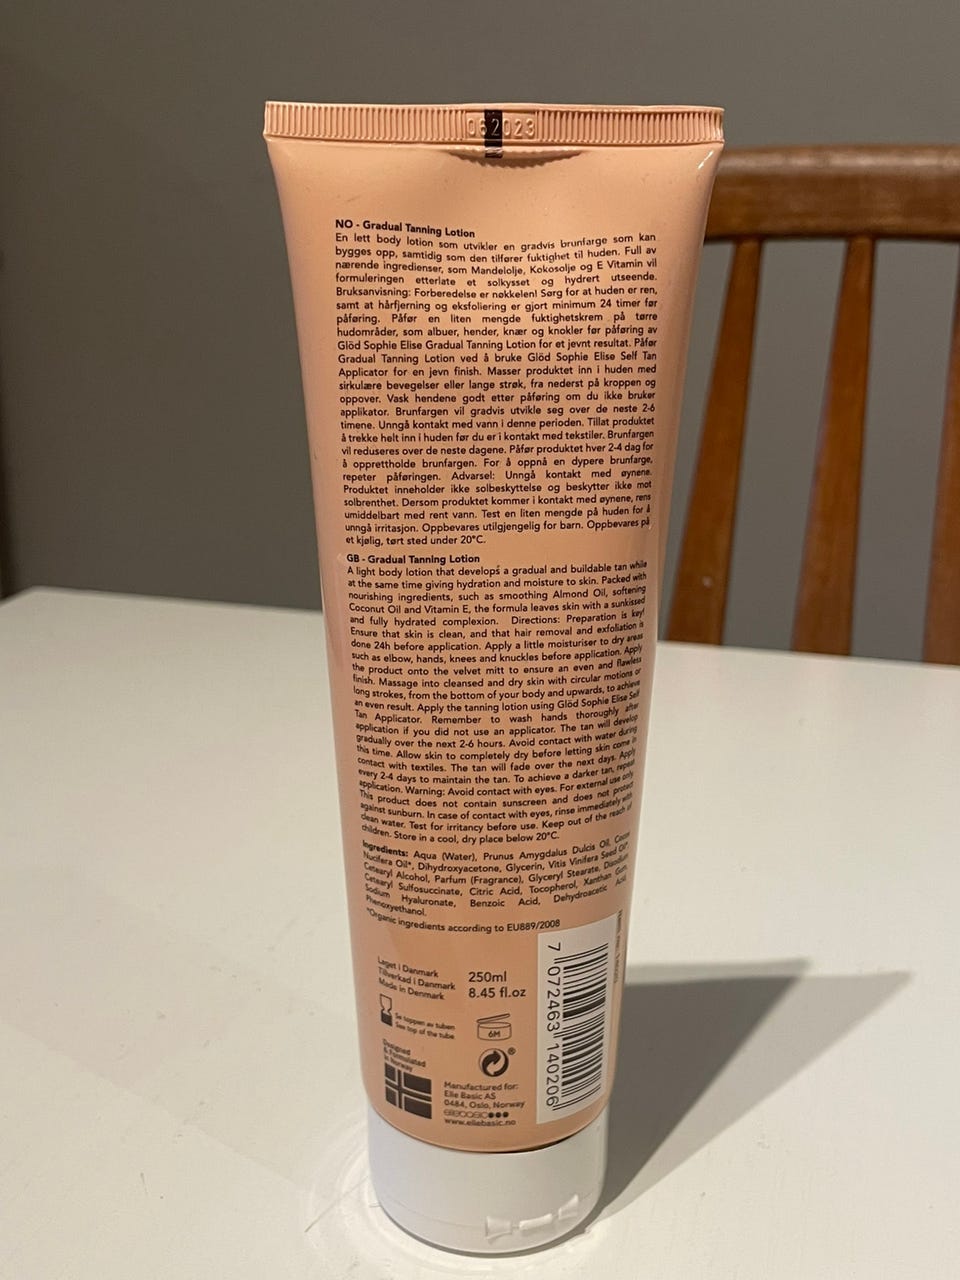 062023
NO - Gradual Tanning Lotion
En lett body lotion som utvikler en gradvis brunfarge som kan
bygges opp, samtidig som den tilfører fuktighet til huden. Full av
nærende ingredienser, som Mandelolje, Kokosolje og E Vitamin vil
formuleringen etterlate et solkysset og hydrert utseende.
Bruksanvisning: Forberedelse er nøkkelen! Sørg for at huden er ren,
samt at hårfjerning og eksfoliering er gjort minimum 24 timer før
påføring. Påfør en liten mengde fuktighetskrem på tørre
hudområder, som albuer, hender, knær og knokler før påføring av
Glöd Sophie Elise Gradual Tanning Lotion for et jevnt resultat. Påfør
Gradual Tanning Lotion ved å bruke Glöd Sophie Elise Self Tan
Applicator for en jevn finish. Masser produktet inn i huden med
sirkulære bevegelser eller lange strøk, fra nederst på kroppen og
oppover. Vask hendene godt etter påføring om du ikke bruker
applikator. Brunfargen vil gradvis utvikle seg over de neste 2-6
timene. Unngå kontakt med vann i denne perioden. Tillat produktet
å trekke helt inn i huden før du er i kontakt med tekstiler. Brunfargen
vil reduseres over de neste dagene. Påfør produktet hver 2-4 dag for
å opprettholde brunfargen. For å oppnå en dypere brunfarge,
repeter påføringen. Advarsel: Unngå kontakt med øynene.
Produktet inneholder ikke solbeskyttelse og beskytter ikke mot
solbrenthet. Dersom produktet kommer i kontakt med øynene, rens
umiddelbart med rent vann. Test en liten mengde på huden for å
unngå irritasjon. Oppbevares utilgjengelig for barn. Oppbevares på
et kjølig, tørt sted under 20°C.
GB - Gradual Tanning Lotion
A light body lotion that develops a gradual and buildable tan while
at the same time giving hydration and moisture to skin. Packed with
nourishing ingredients, such as smoothing Almond Oil, softening
Coconut Oil and Vitamin E, the formula leaves skin with a sunkissed
and fully hydrated complexion. Directions: Preparation is key!
Ensure that skin is clean, and that hair removal and exfoliation is
done 24h before application. Apply a little moisturiser to dry areas
such as elbow, hands, knees and knuckles before application. Apply
the product onto the velvet mitt to ensure an even and flawless
finish. Massage into cleansed and dry skin with circular motions or
long strokes, from the bottom of your body and upwards, to achieve
an even result. Apply the tanning lotion using Glöd Sophie Elise Self
Tan Applicator. Remember to wash hands thoroughly after
application if you did not use an applicator. The tan will develop
gradually over the next 2-6 hours. Avoid contact with water during
this time. Allow skin to completely dry before letting skin come in
contact with textiles. The tan will fade over the next days. Apply
every 2-4 days to maintain the tan. To achieve a darker tan, repeat
application. Warning: Avoid contact with eyes. For external use only.
This product does not contain sunscreen and does not protect
against sunburn. In case of contact with eyes, rinse immediately with
clean water. Test for irritancy before use. Keep out of the reach of
children. Store in a cool, dry place below 20°C.
Ingredients: Aqua (Water), Prunus Amygdalus Dulcis Oil, Cocos
Nucifera Oil*, Dihydroxyacetone, Glycerin, Vitis Vinifera Seed Oil*,
Cetearyl Alcohol, Parfum (Fragrance), Glyceryl Stearate, Disodium
Cetearyl Sulfosuccinate, Citric Acid, Tocopherol, Xanthan Gum,
Sodium Hyaluronate, Benzoic Acid, Dehydroacetic Acid,
Phenoxyethanol.
*Organic ingredients according to EU889/2008
Laget i Danmark
Tillverkad i Danmark
Made in Denmark
250ml
8.45 fl.oz
Se toppen av tuben
See top of the tube
6M
Designed
& Formulated
in Norway
®
Manufactured for:
Elle Basic AS
0484, Oslo, Norway
ellebasic
www.ellebasic.no
7 072463 140206